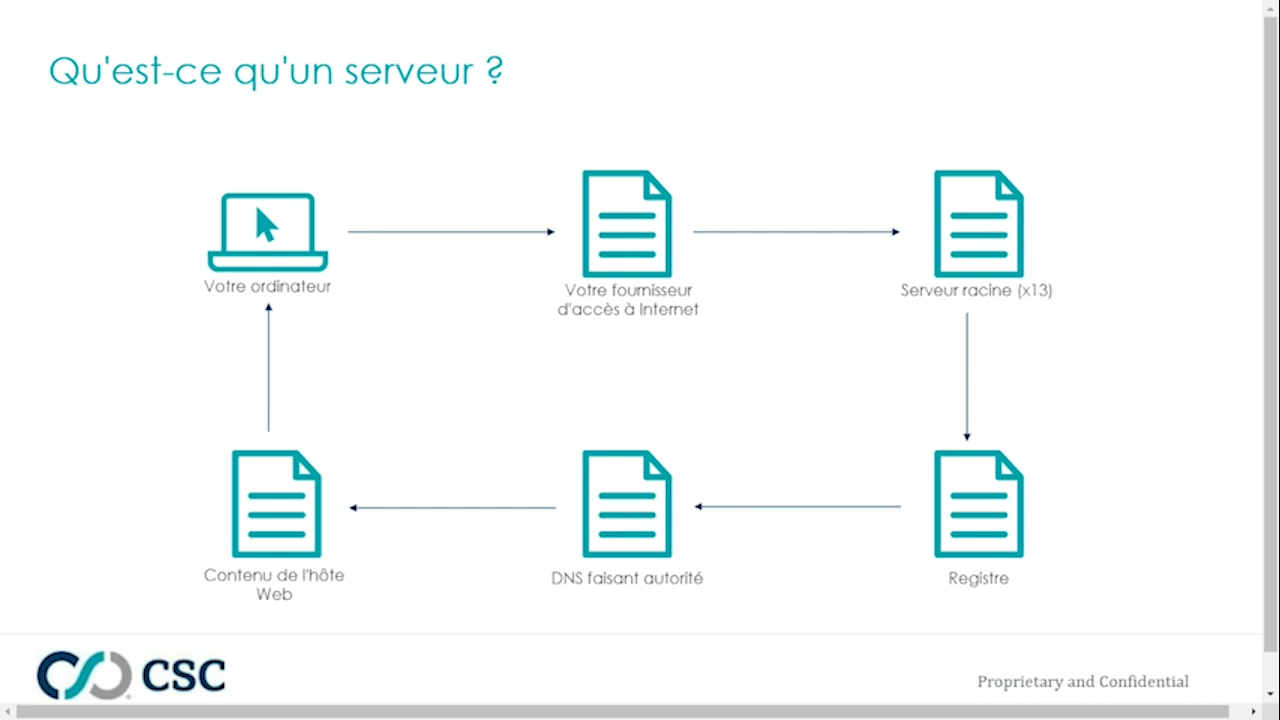 Qu'est-ce qu'un serveur ?
Votre ordinateur
Votre fournisseur
d'accès à Internet
Serveur racine (x13)
Contenu de l'hôte
Web
DNS faisant autorité
Registre
CSC
Proprietary and Confidential